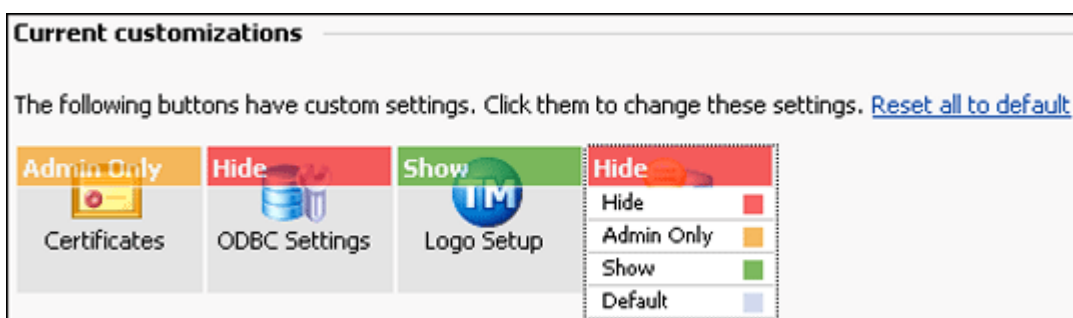 Current customizations
The following buttons have custom settings. Click them to change these settings. Reset all to default
Admin Only
Hide
Show
Hide
TM
Certificates
ODBC Settings
Logo Setup
Hide
Admin Only
Show
Default